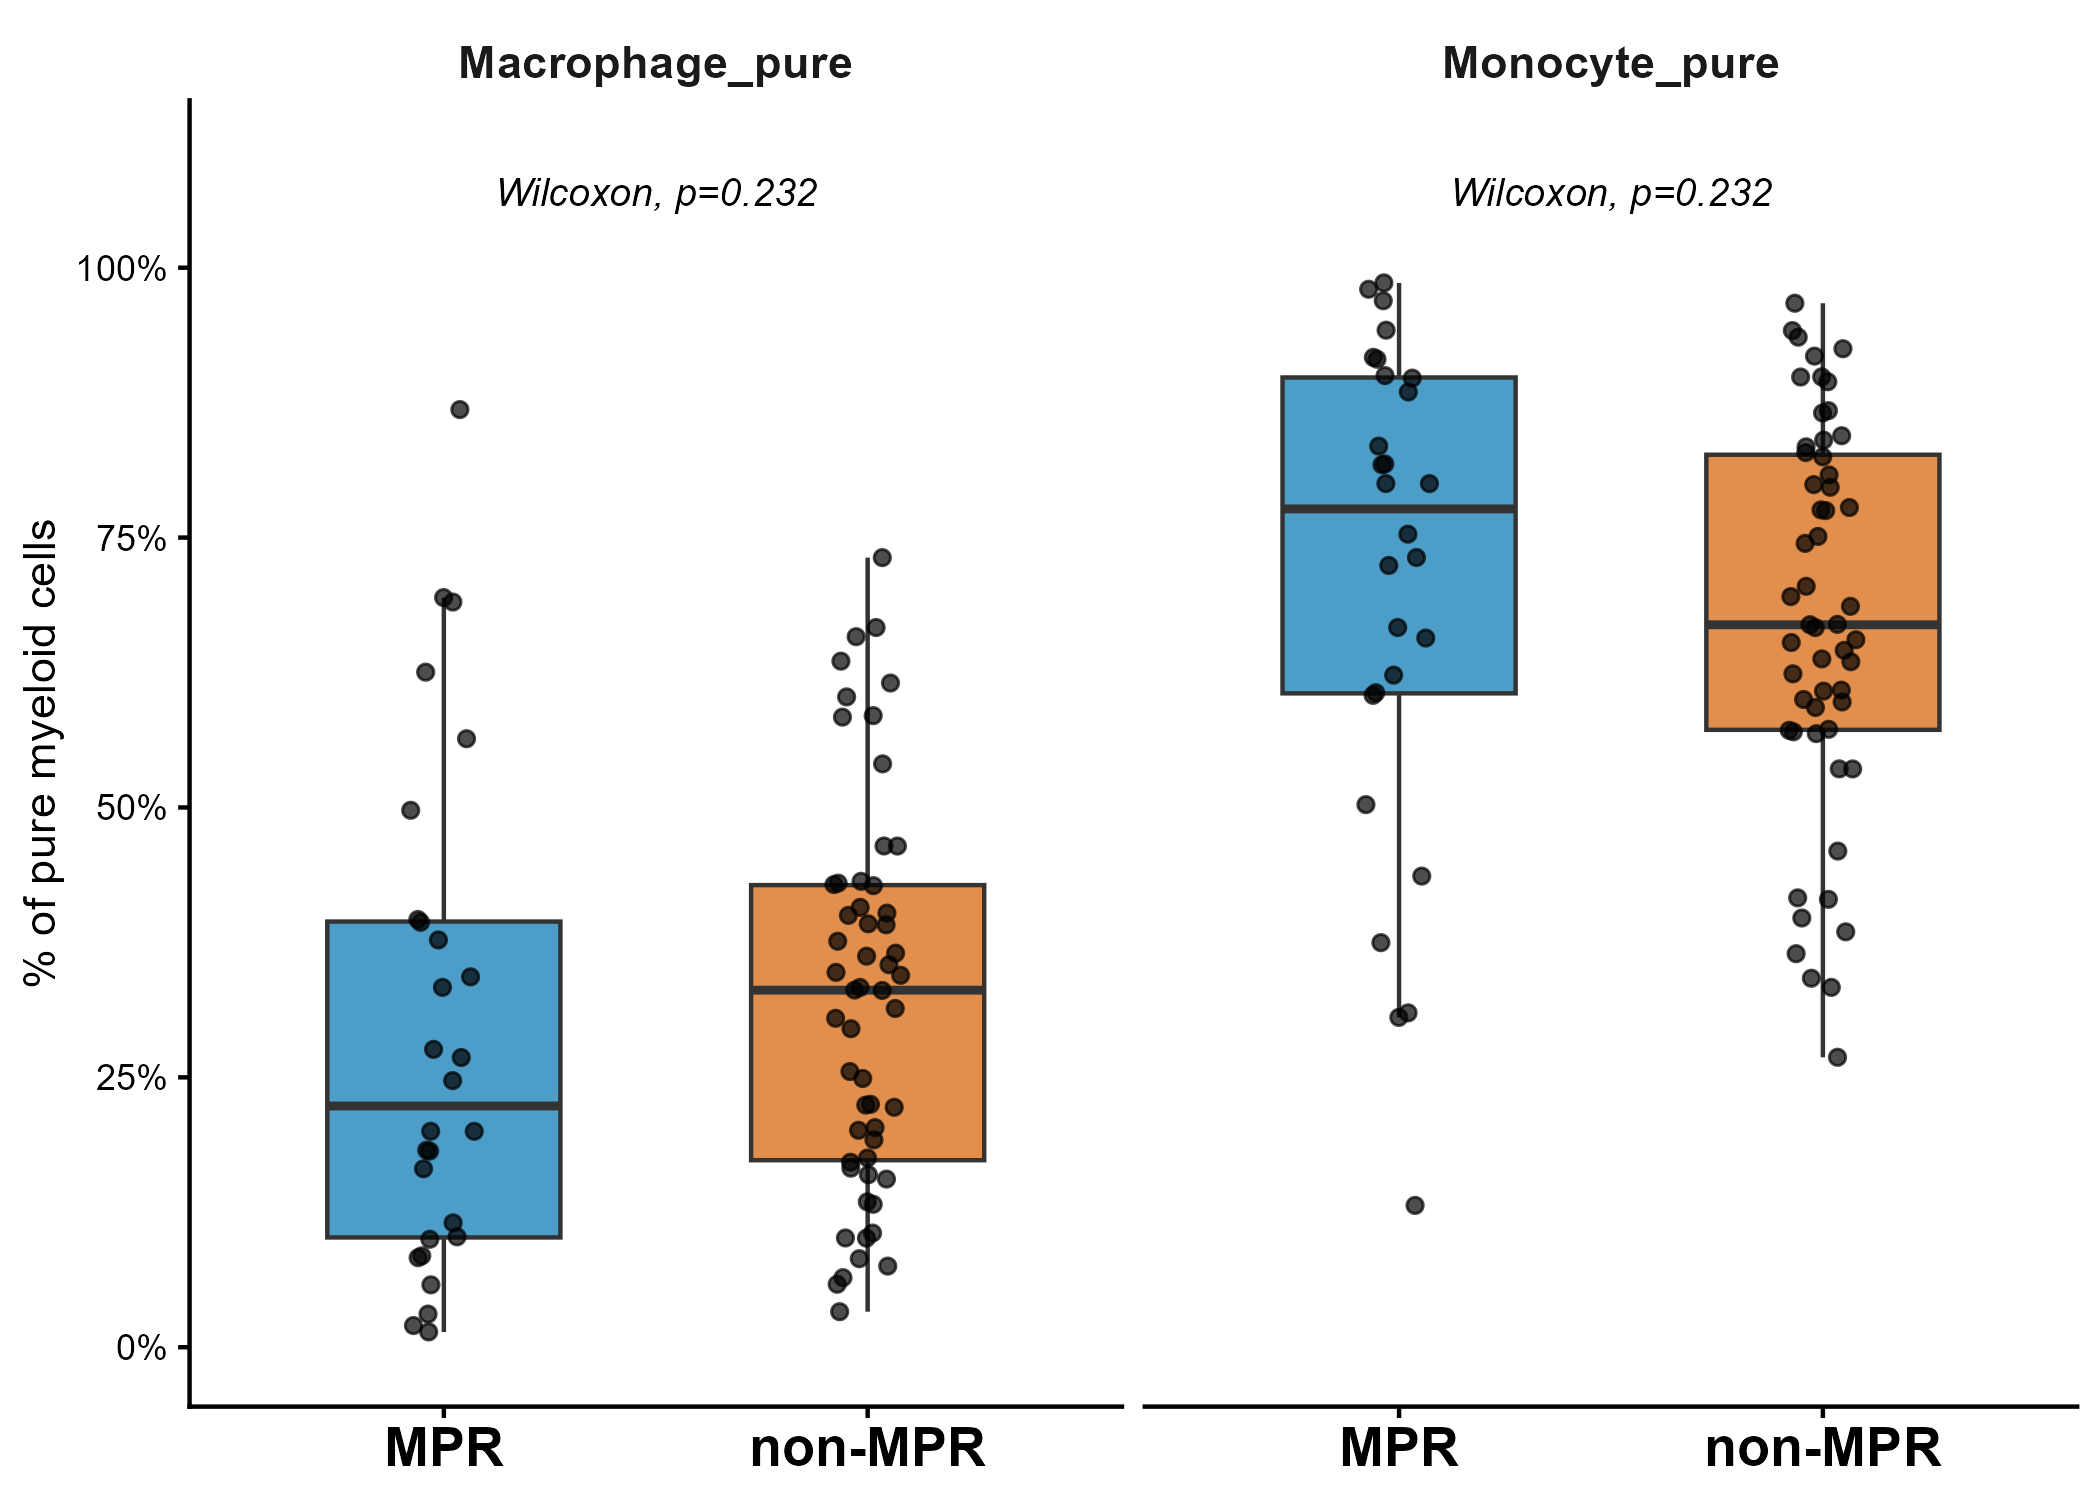 Macrophage_pure
Monocyte_pure
Wilcoxon, p=0.232
Wilcoxon, p=0.232
% of pure myeloid cells
100%
75%
50%
25%
0%
MPR
non-MPR
MPR
non-MPR